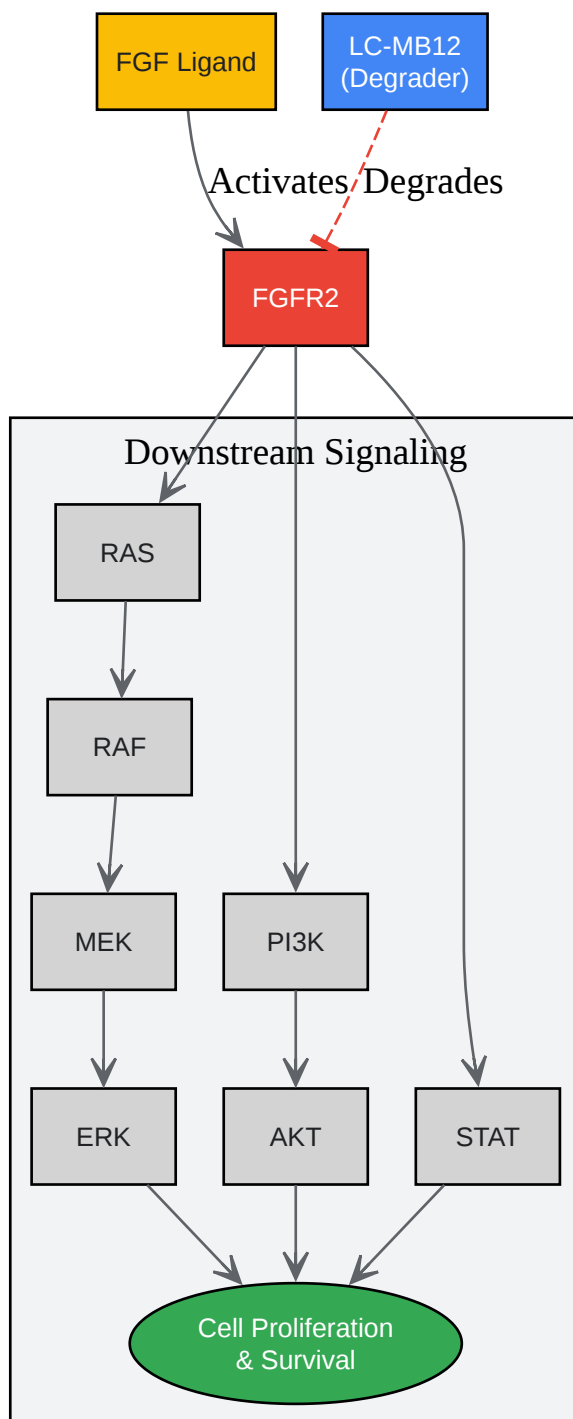 FGF Ligand
LC-MB12
(Degrader)
Activates
Degrades
FGFR2
Downstream Signaling
RAS
RAF
MEK
PI3K
ERK
AKT
STAT
Cell Proliferation
& Survival